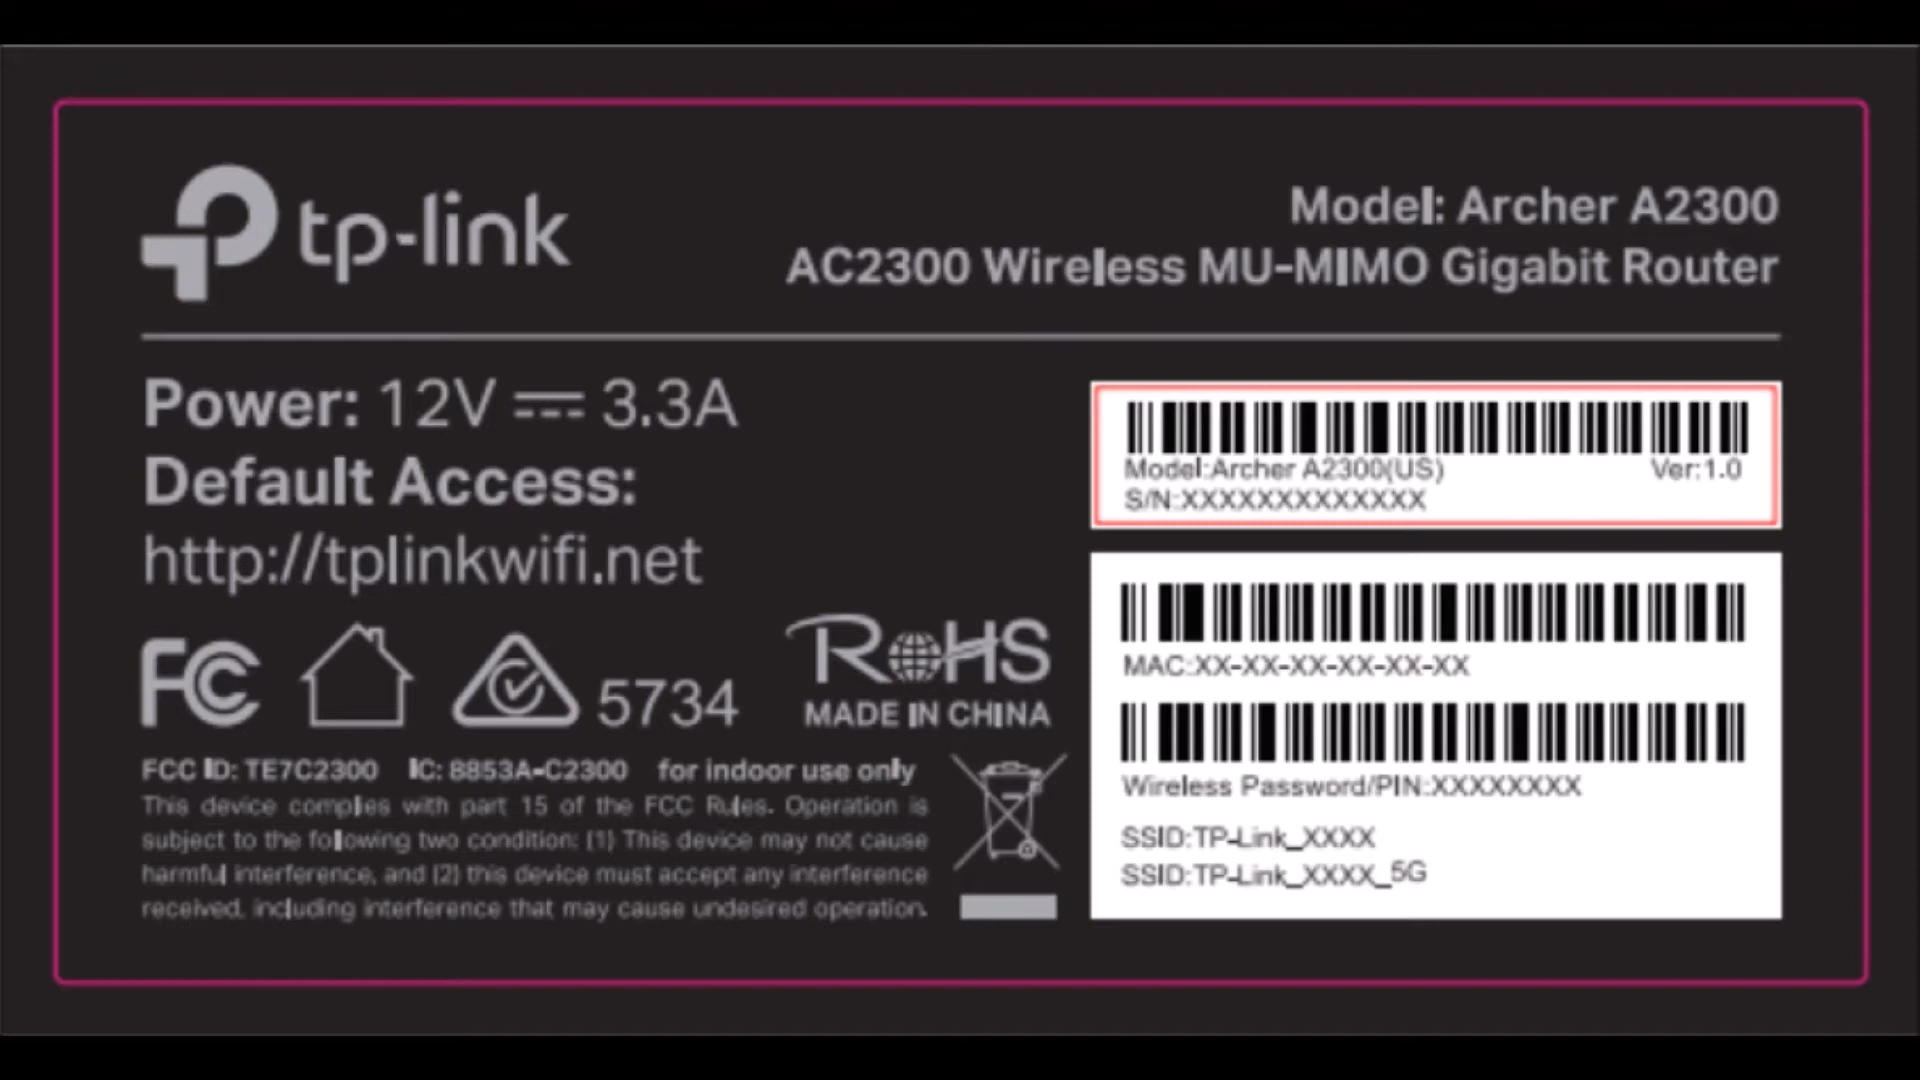 tp-link
Model: Archer A2300
AC2300 Wireless MU-MIMO Gigabit Router
Power: 12V ⎓ 3.3A
Default Access:
http://tplinkwifi.net
FC 5734 RoHS
MADE IN CHINA
FCC ID: TE7C2300 IC: 8853A-C2300 for indoor use only
This device complies with part 15 of the FCC Rules. Operation is
subject to the following two condition: (1) This device may not cause
harmful interference, and (2) this device must accept any interference
received, including interference that may cause undesired operation.
Model:Archer A2300(US) Ver:1.0
S/N:XXXXXXXXXXXXX
MAC:XX-XX-XX-XX-XX-XX
Wireless Password/PIN:XXXXXXXX
SSID:TP-Link_XXXX
SSID:TP-Link_XXXX_5G